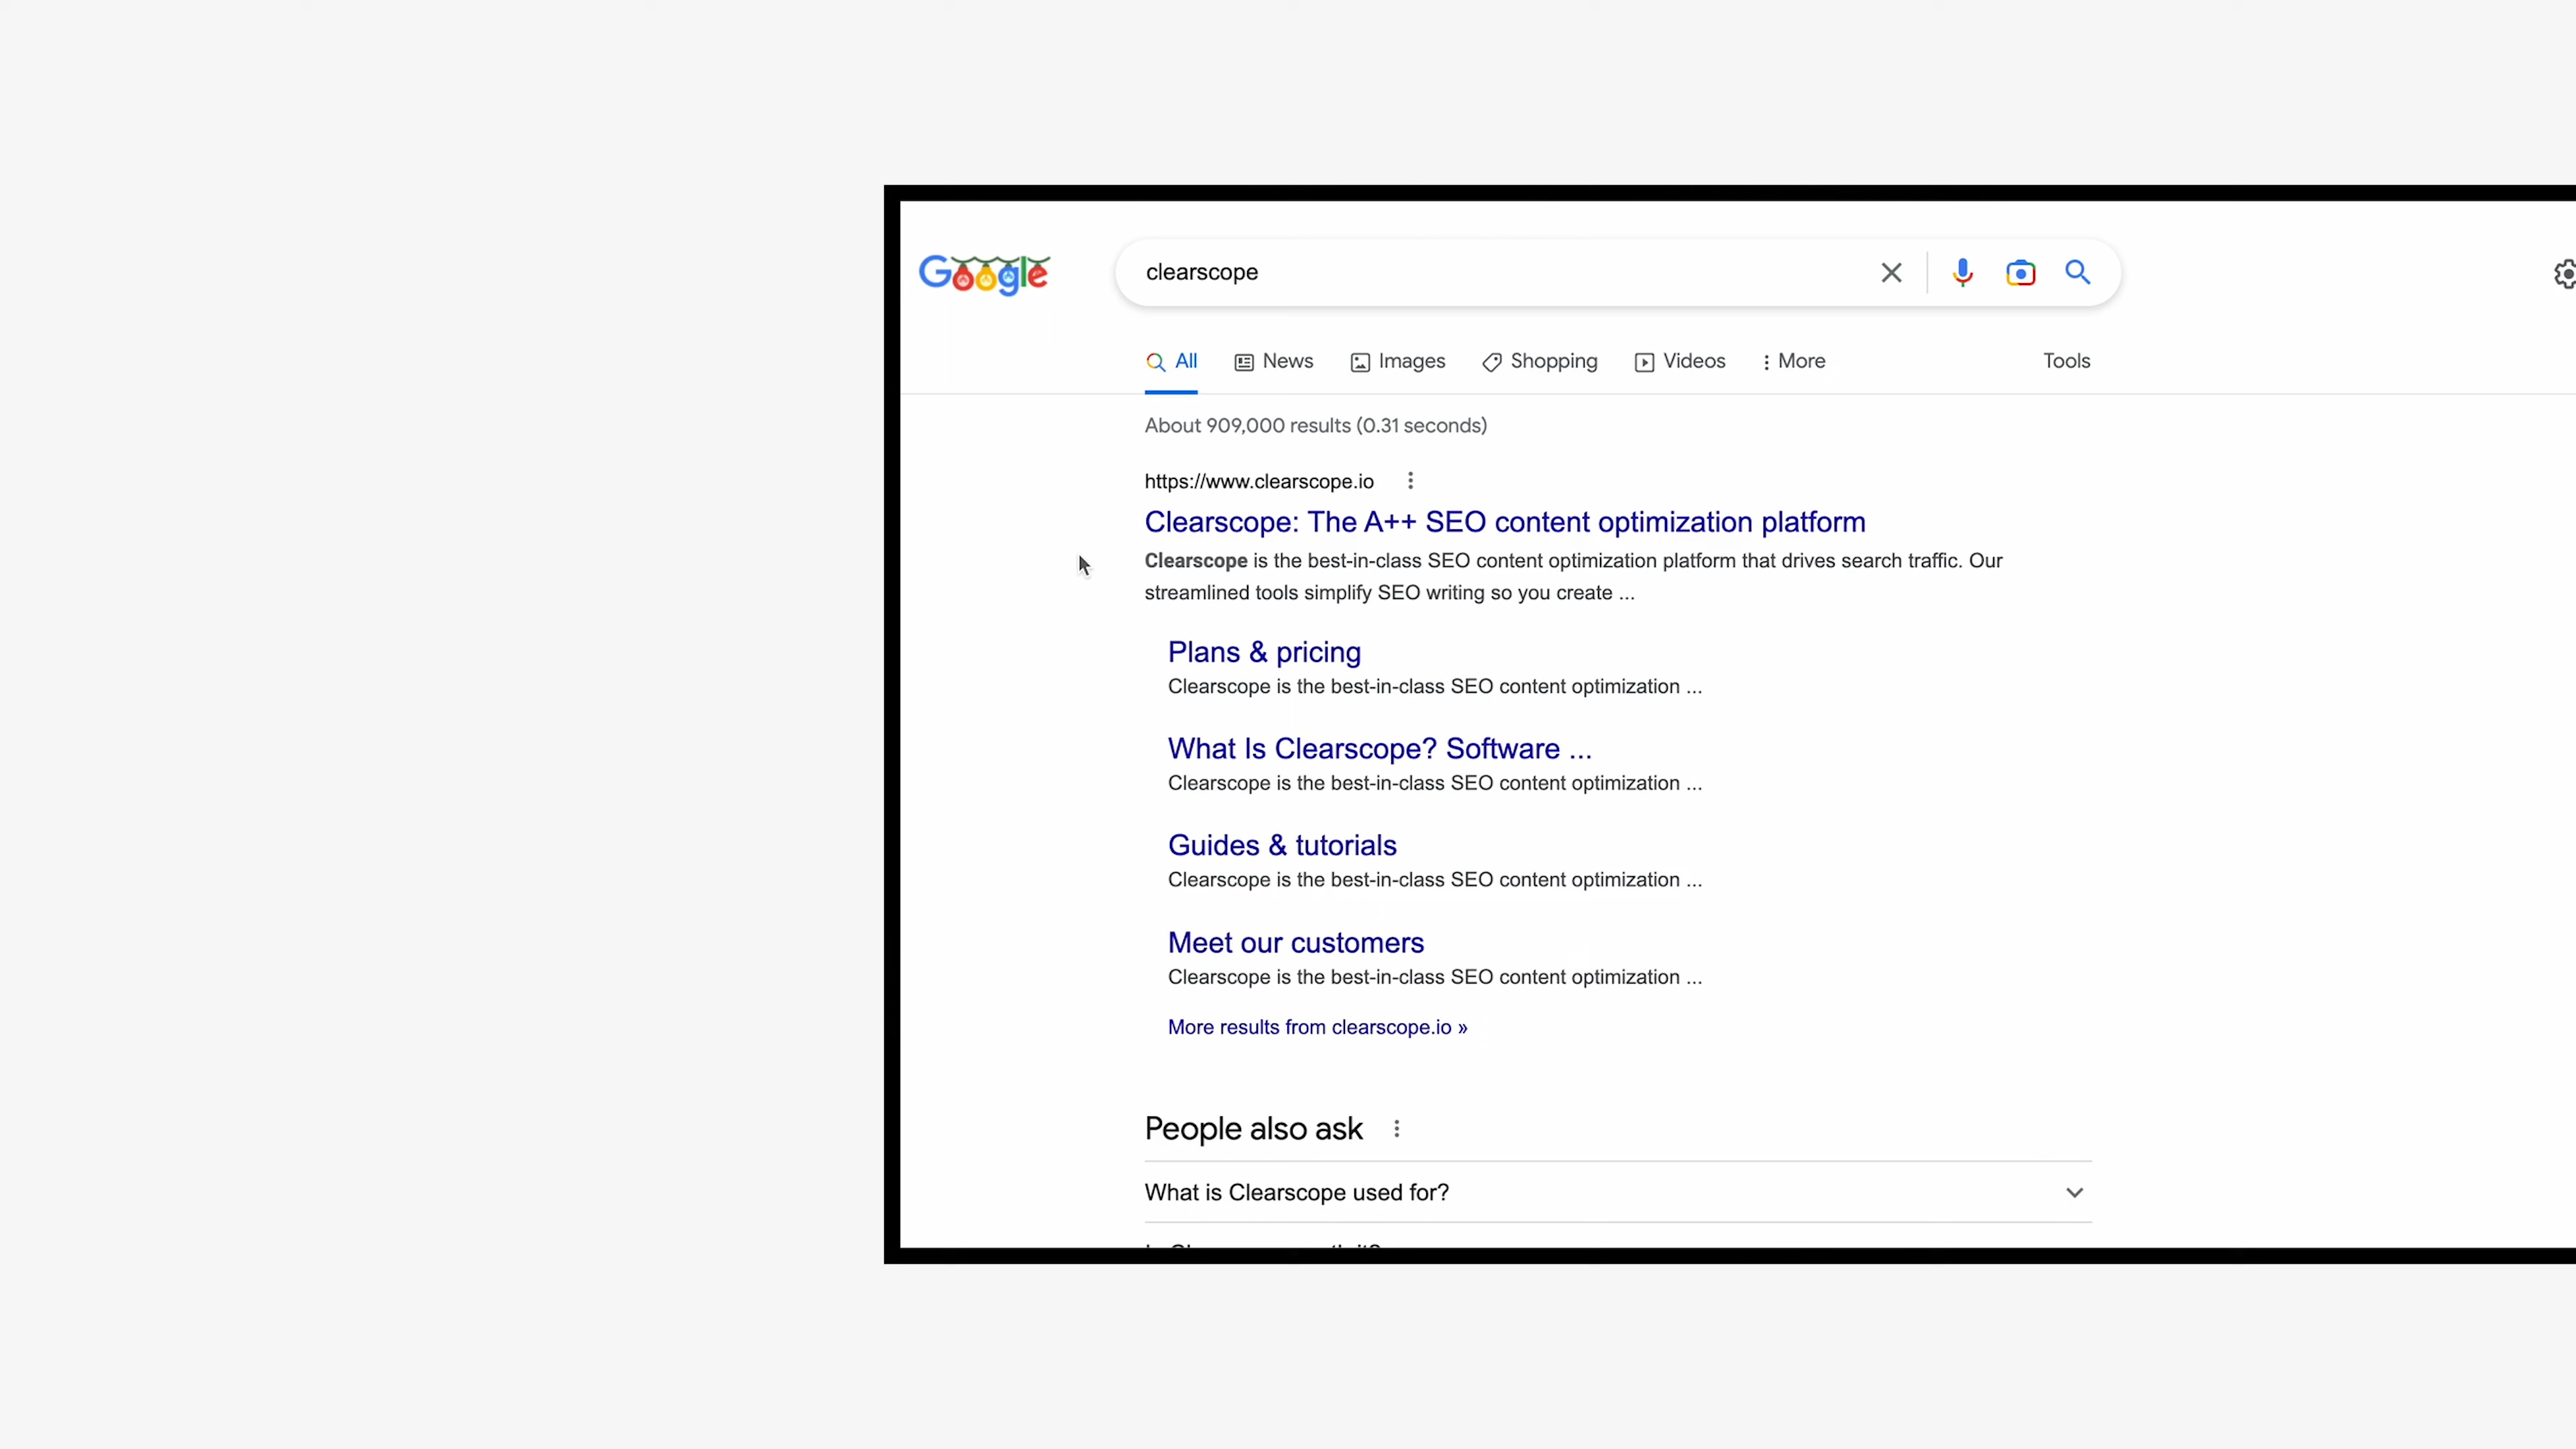 Google
clearscope
All
News
Images
Shopping
Videos
More
Tools
About 909,000 results (0.31 seconds)
https://www.clearscope.io
Clearscope: The A++ SEO content optimization platform
Clearscope is the best-in-class SEO content optimization platform that drives search traffic. Our
streamlined tools simplify SEO writing so you create ...
Plans & pricing
Clearscope is the best-in-class SEO content optimization ...
What Is Clearscope? Software ...
Clearscope is the best-in-class SEO content optimization ...
Guides & tutorials
Clearscope is the best-in-class SEO content optimization ...
Meet our customers
Clearscope is the best-in-class SEO content optimization ...
More results from clearscope.io »
People also ask
What is Clearscope used for?